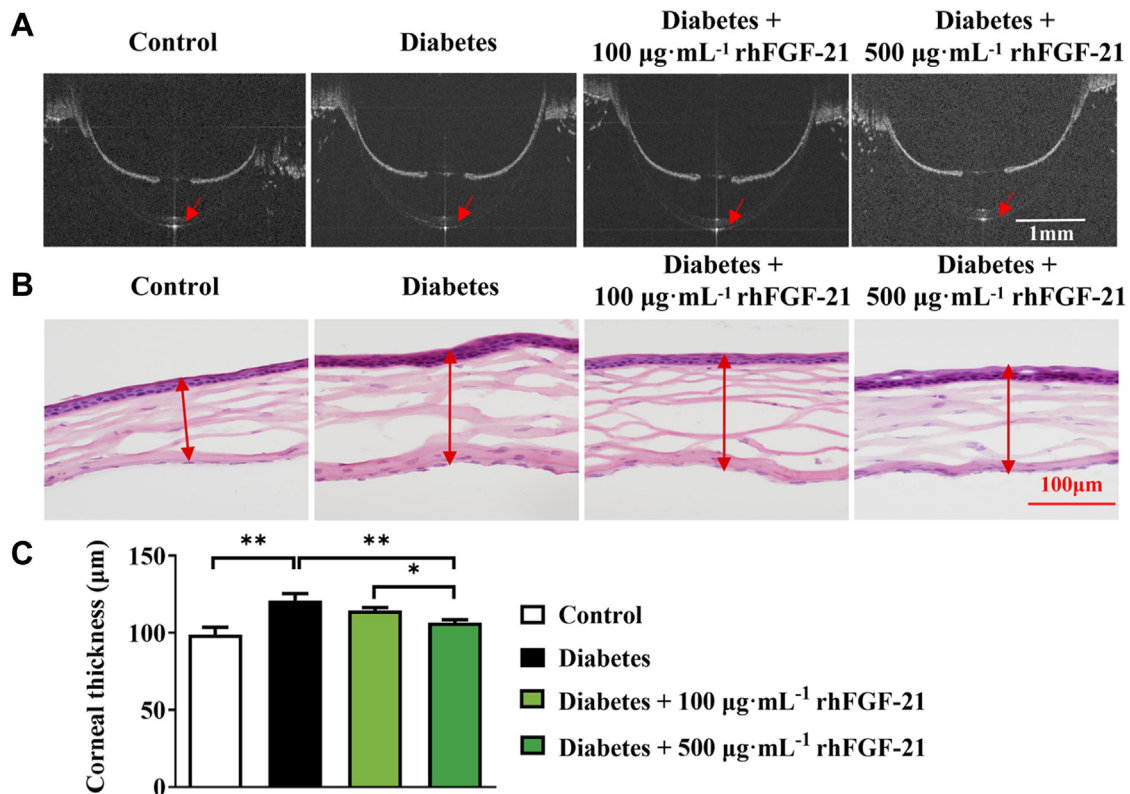 A
Control
Diabetes
Diabetes +
100 μg·mL⁻¹ rhFGF-21
Diabetes +
500 μg·mL⁻¹ rhFGF-21
1mm
B
Control
Diabetes
Diabetes +
100 μg·mL⁻¹ rhFGF-21
Diabetes +
500 μg·mL⁻¹ rhFGF-21
100μm
C
Corneal thickness (μm)
150
100
50
0
**
**
*
Control
Diabetes
Diabetes + 100 μg·mL⁻¹ rhFGF-21
Diabetes + 500 μg·mL⁻¹ rhFGF-21